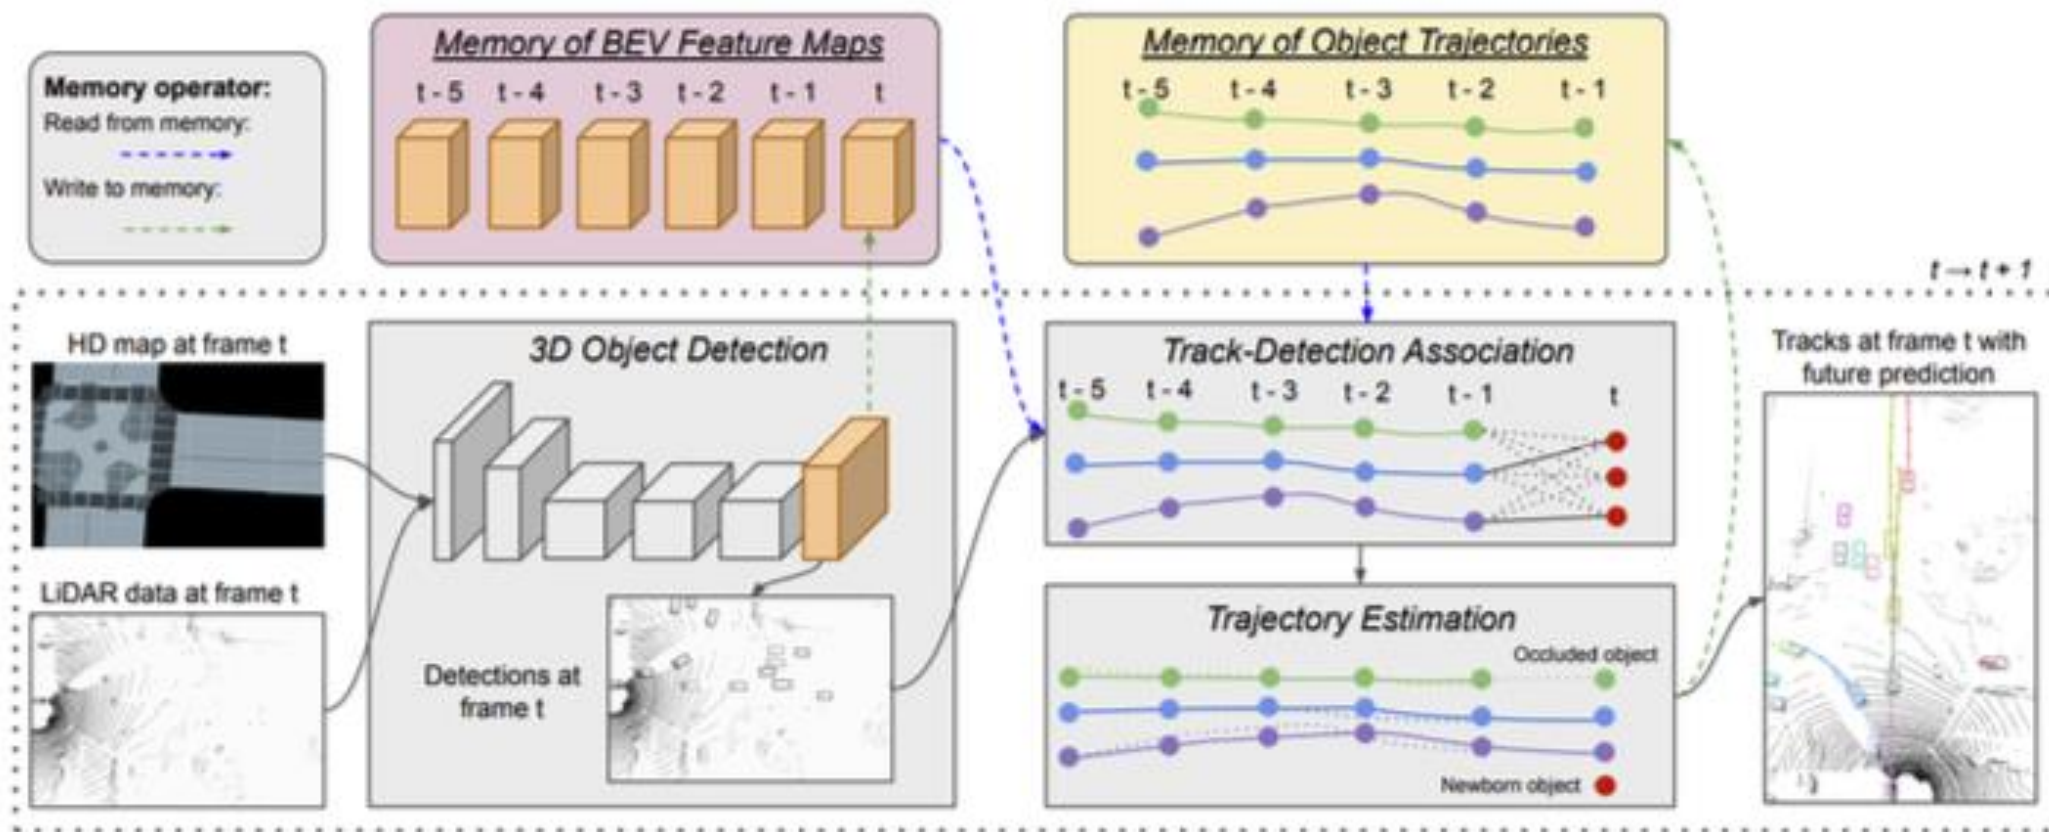 Memory operator:
Read from memory:
Write to memory:
Memory of BEV Feature Maps
t - 5 t - 4 t - 3 t - 2 t - 1 t
Memory of Object Trajectories
t - 5 t - 4 t - 3 t - 2 t - 1
t → t + 1
HD map at frame t
LiDAR data at frame t
3D Object Detection
Detections at
frame t
Track-Detection Association
t - 5 t - 4 t - 3 t - 2 t - 1 t
Trajectory Estimation
Occluded object
Newborn object
Tracks at frame t with
future prediction